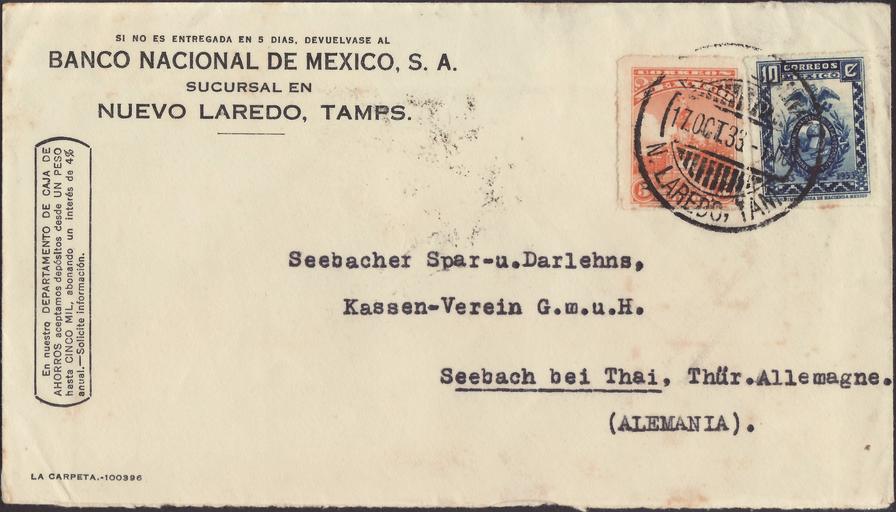 SI NO ES ENTREGADA EN 5 DIAS, DEVUELVASE AL
BANCO NACIONAL DE MEXICO, S. A.
SUCURSAL EN
NUEVO LAREDO, TAMPS.
En nuestro DEPARTAMENTO DE CAJA DE
AHORROS aceptamos depósitos desde UN PESO
hasta CINCO MIL, abonando un interés de 4%
anual.—Solicite información.
CORREOS
10 CORREOS ₡
MEXICO
1933
17.OCT.33
N. LAREDO, TAM
Seebacher Spar-u.Darlehns,
Kassen-Verein G.m.u.H.
Seebach bei Thai, Thür.Allemagne.
(ALEMANIA).
LA CARPETA.-100396